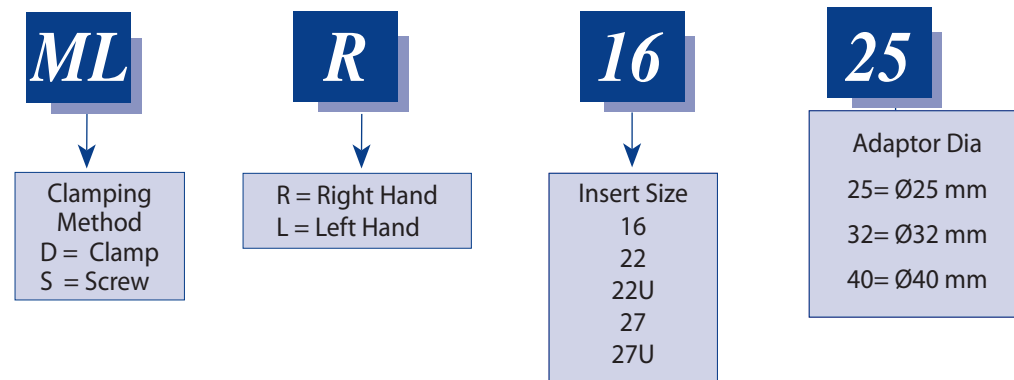 ML
R
16
25
Clamping
Method
D = Clamp
S = Screw
R = Right Hand
L = Left Hand
Insert Size
16
22
22U
27
27U
Adaptor Dia
25= Ø25 mm
32= Ø32 mm
40= Ø40 mm